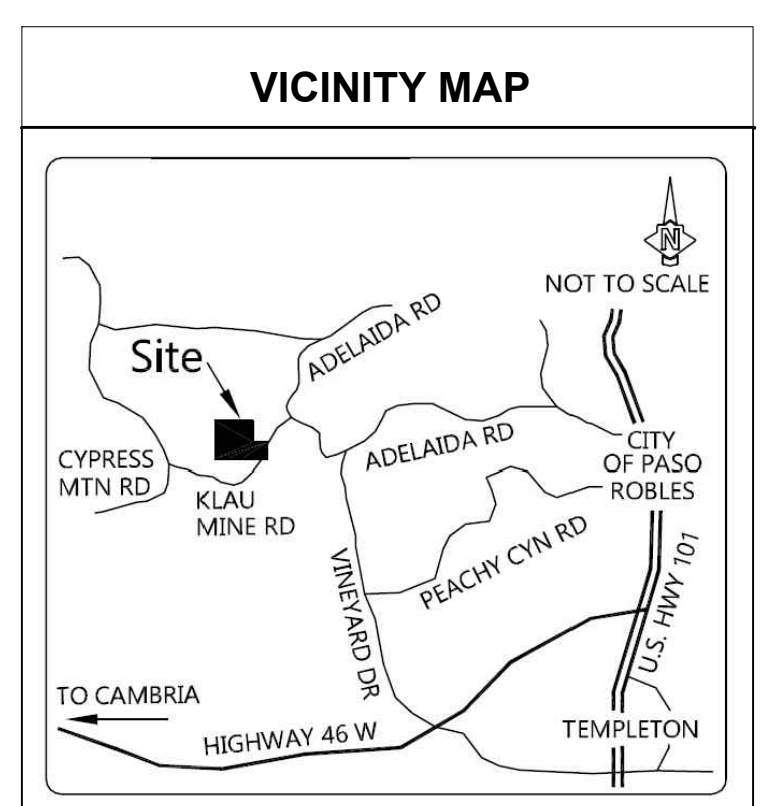 VICINITY MAP
N
NOT TO SCALE
ADELAIDA RD
Site
ADELAIDA RD
CITY
OF PASO
ROBLES
CYPRESS
MTN RD
KLAU
MINE RD
PEACHY CYN RD
VINEYARD DR
U.S. HWY 101
TO CAMBRIA
HIGHWAY 46 W
TEMPLETON